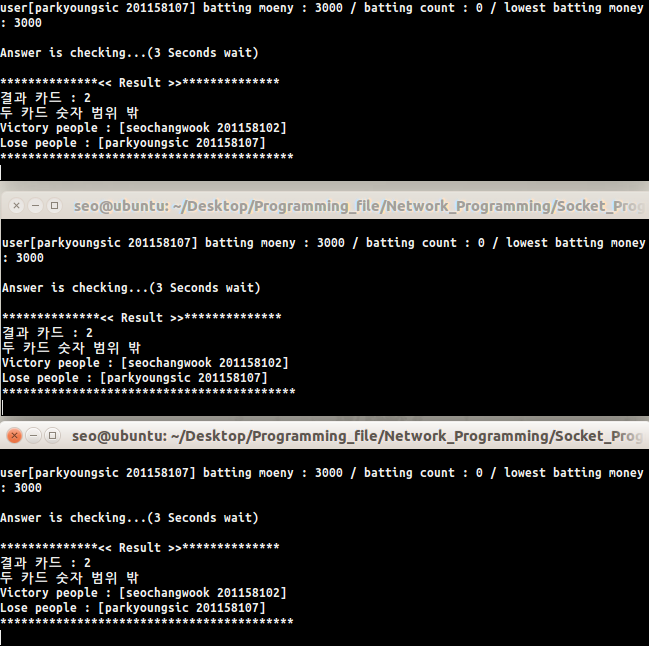 user[parkyoungsic 201158107] batting moeny : 3000 / batting count : 0 / lowest batting money
: 3000
Answer is checking...(3 Seconds wait)
**************<< Result >>**************
결과 카드 : 2
두 카드 숫자 범위 밖
Victory people : [seochangwook 201158102]
Lose people : [parkyoungsic 201158107]
******************************************
seo@ubuntu: ~/Desktop/Programming_file/Network_Programming/Socket_Prog
user[parkyoungsic 201158107] batting moeny : 3000 / batting count : 0 / lowest batting money
: 3000
Answer is checking...(3 Seconds wait)
**************<< Result >>**************
결과 카드 : 2
두 카드 숫자 범위 밖
Victory people : [seochangwook 201158102]
Lose people : [parkyoungsic 201158107]
******************************************
seo@ubuntu: ~/Desktop/Programming_file/Network_Programming/Socket_Prog
user[parkyoungsic 201158107] batting moeny : 3000 / batting count : 0 / lowest batting money
: 3000
Answer is checking...(3 Seconds wait)
**************<< Result >>**************
결과 카드 : 2
두 카드 숫자 범위 밖
Victory people : [seochangwook 201158102]
Lose people : [parkyoungsic 201158107]
******************************************